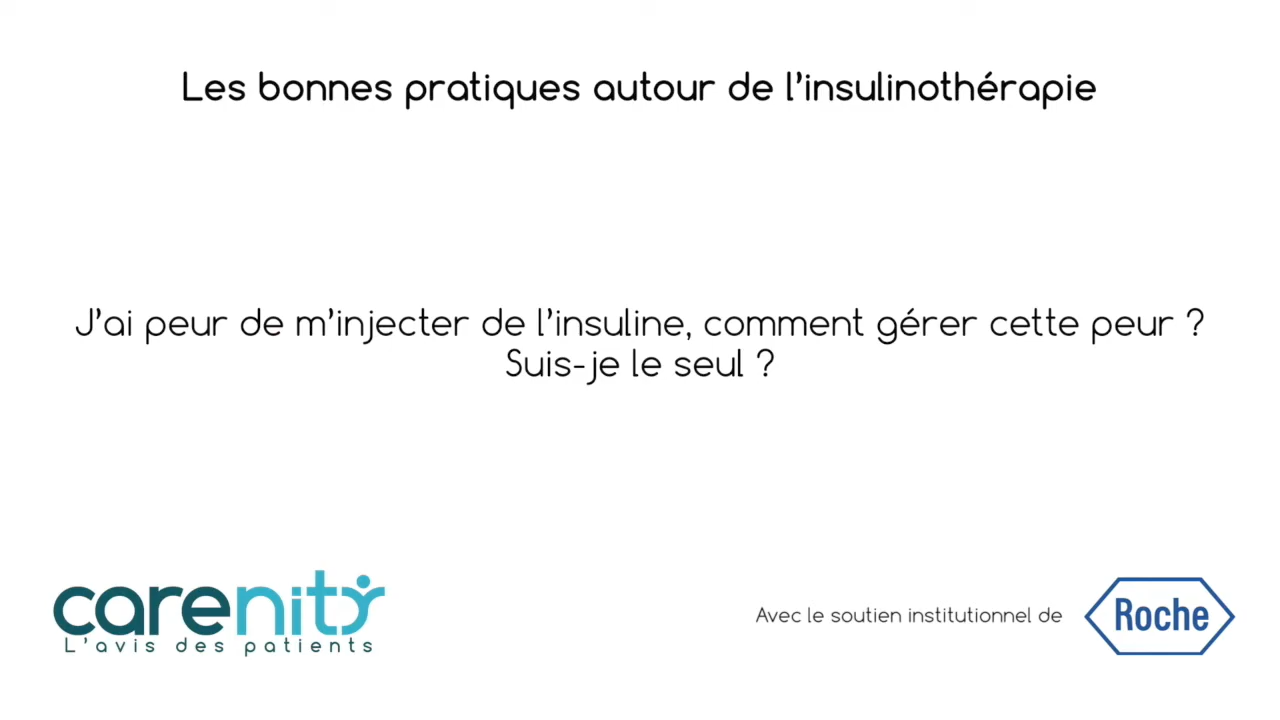 Les bonnes pratiques autour de l'insulinothérapie
J'ai peur de m'injecter de l'insuline, comment gérer cette peur ?
Suis-je le seul ?
carenity
L'avis des patients
Avec le soutien institutionnel de
Roche